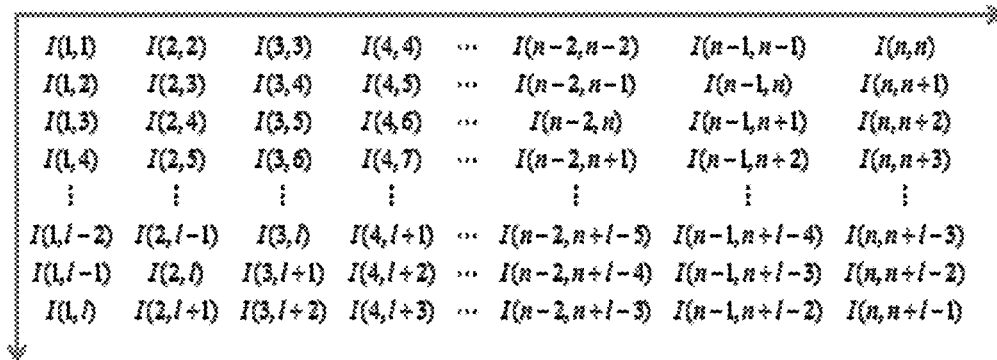 I(1,1) I(2,2) I(3,3) I(4,4) ··· I(n−2,n−2) I(n−1,n−1) I(n,n)
I(1,2) I(2,3) I(3,4) I(4,5) ··· I(n−2,n−1) I(n−1,n) I(n,n+1)
I(1,3) I(2,4) I(3,5) I(4,6) ··· I(n−2,n) I(n−1,n+1) I(n,n+2)
I(1,4) I(2,5) I(3,6) I(4,7) ··· I(n−2,n+1) I(n−1,n+2) I(n,n+3)
⋮ ⋮ ⋮ ⋮ ⋮ ⋮ ⋮
I(1,l−2) I(2,l−1) I(3,l) I(4,l+1) ··· I(n−2,n+l−5) I(n−1,n+l−4) I(n,n+l−3)
I(1,l−1) I(2,l) I(3,l+1) I(4,l+2) ··· I(n−2,n+l−4) I(n−1,n+l−3) I(n,n+l−2)
I(1,l) I(2,l+1) I(3,l+2) I(4,l+3) ··· I(n−2,n+l−3) I(n−1,n+l−2) I(n,n+l−1)